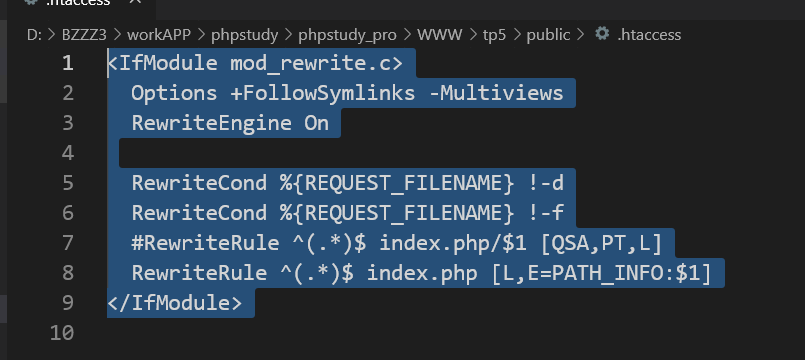 .htaccess
D: > BZZZ3 > workAPP > phpstudy > phpstudy_pro > WWW > tp5 > public > .htaccess
1 <IfModule mod_rewrite.c>
2   Options +FollowSymlinks -Multiviews
3   RewriteEngine On
4
5   RewriteCond %{REQUEST_FILENAME} !-d
6   RewriteCond %{REQUEST_FILENAME} !-f
7   #RewriteRule ^(.*)$ index.php/$1 [QSA,PT,L]
8   RewriteRule ^(.*)$ index.php [L,E=PATH_INFO:$1]
9 </IfModule>
10